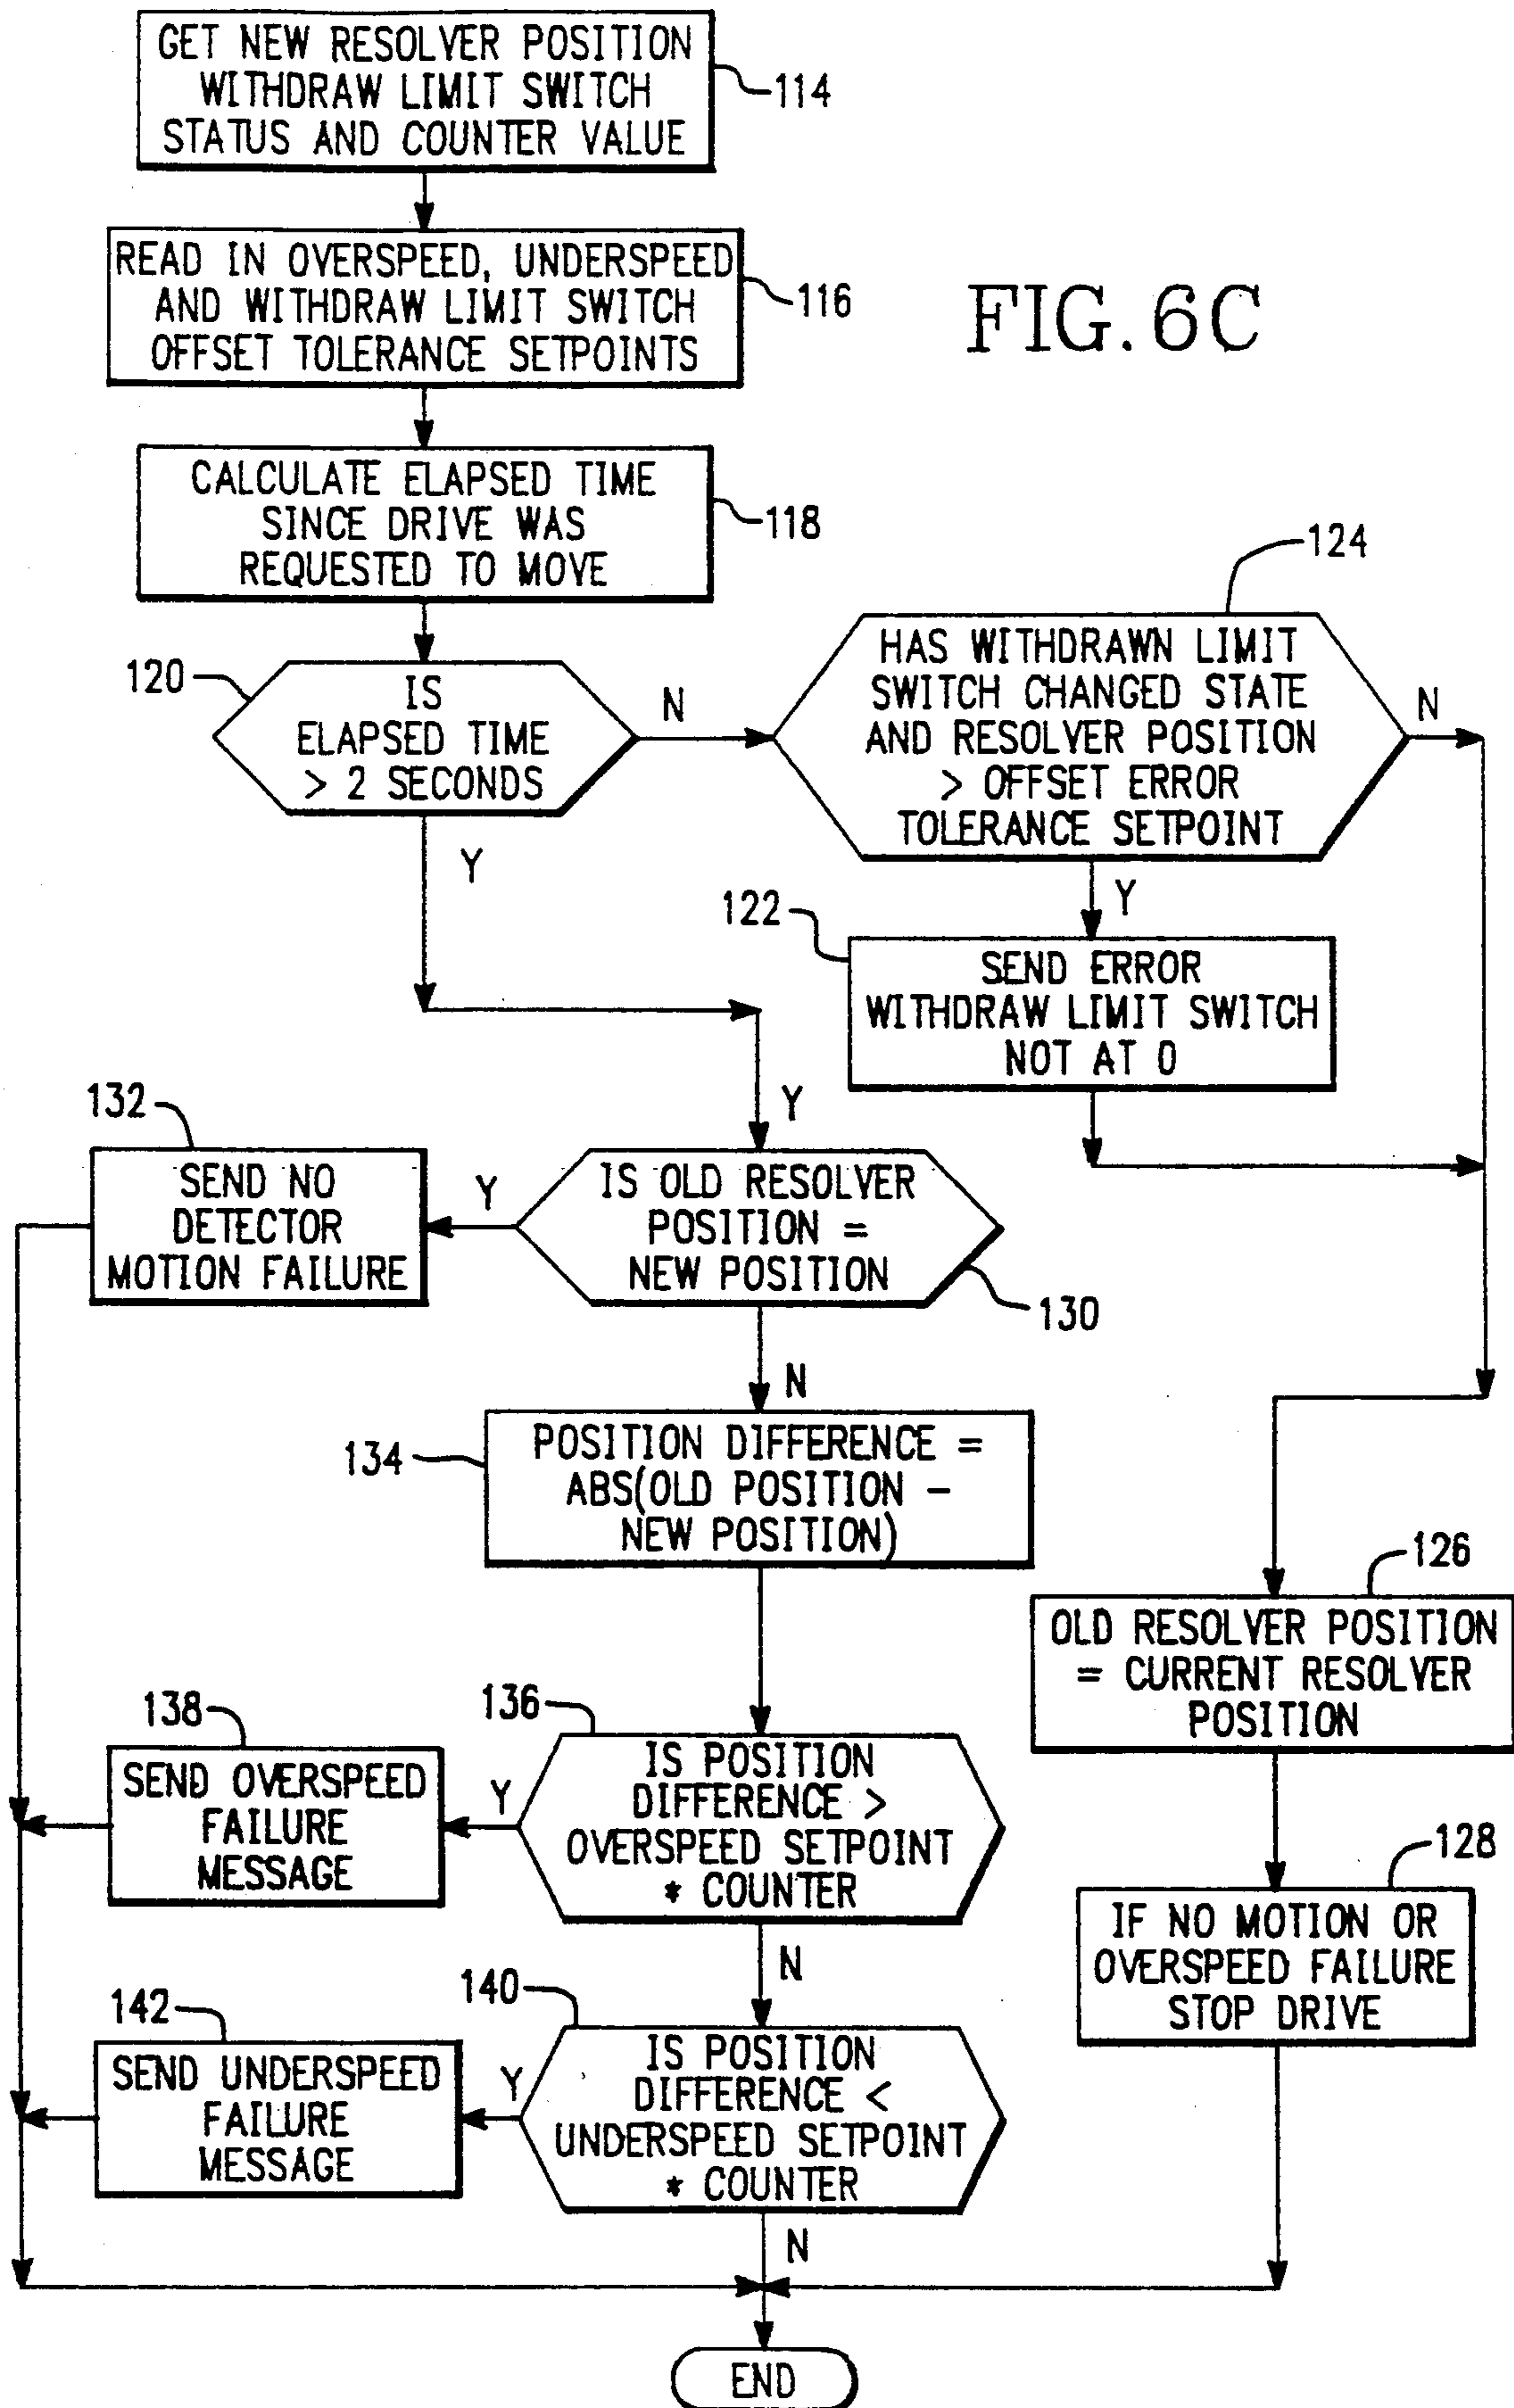 GET NEW RESOLVER POSITION
WITHDRAW LIMIT SWITCH
STATUS AND COUNTER VALUE
114
READ IN OVERSPEED, UNDERSPEED
AND WITHDRAW LIMIT SWITCH
OFFSET TOLERANCE SETPOINTS
116
FIG. 6C
CALCULATE ELAPSED TIME
SINCE DRIVE WAS
REQUESTED TO MOVE
118
120
IS
ELAPSED TIME
> 2 SECONDS
N
Y
124
HAS WITHDRAWN LIMIT
SWITCH CHANGED STATE
AND RESOLVER POSITION
> OFFSET ERROR
TOLERANCE SETPOINT
N
Y
122
SEND ERROR
WITHDRAW LIMIT SWITCH
NOT AT 0
Y
132
SEND NO
DETECTOR
MOTION FAILURE
Y
IS OLD RESOLVER
POSITION =
NEW POSITION
130
N
134
POSITION DIFFERENCE =
ABS(OLD POSITION -
NEW POSITION)
126
OLD RESOLVER POSITION
= CURRENT RESOLVER
POSITION
138
SEND OVERSPEED
FAILURE
MESSAGE
Y
136
IS POSITION
DIFFERENCE >
OVERSPEED SETPOINT
* COUNTER
N
128
IF NO MOTION OR
OVERSPEED FAILURE
STOP DRIVE
142
SEND UNDERSPEED
FAILURE
MESSAGE
Y
140
IS POSITION
DIFFERENCE <
UNDERSPEED SETPOINT
* COUNTER
N
END